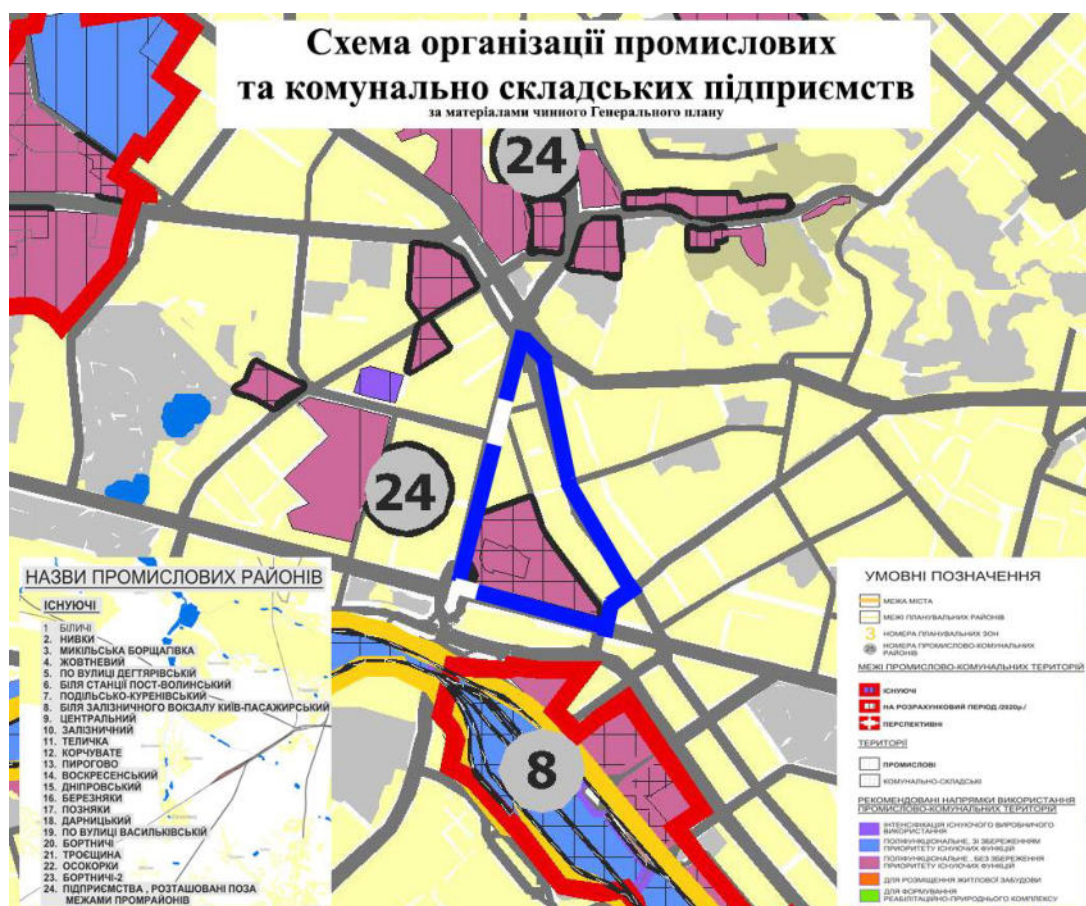 Схема організації промислових
та комунально складських підприємств
за матеріалами чинного Генерального плану
24
24
8
НАЗВИ ПРОМИСЛОВИХ РАЙОНІВ
ІСНУЮЧІ
1 БІЛИЧІ
2. НИВКИ
3. МИКІЛЬСЬКА БОРЩАГІВКА
4. ЖОВТНЕВИЙ
5. ПО ВУЛИЦІ ДЕГТЯРІВСЬКІЙ
6. БІЛЯ СТАНЦІЇ ПОСТ-ВОЛИНСЬКИЙ
7. ПОДІЛЬСЬКО-КУРЕНІВСЬКИЙ
8. БІЛЯ ЗАЛІЗНИЧНОГО ВОКЗАЛУ КИЇВ-ПАСАЖИРСЬКИЙ
9. ЦЕНТРАЛЬНИЙ
10. ЗАЛІЗНИЧНИЙ
11. ТЕЛИЧКА
12. КОРЧУВАТЕ
13. ПИРОГОВО
14. ВОСКРЕСЕНСЬКИЙ
15. ДНІПРОВСЬКИЙ
16. БЕРЕЗНЯКИ
17. ПОЗНЯКИ
18. ДАРНИЦЬКИЙ
19. ПО ВУЛИЦІ ВАСИЛЬКІВСЬКІЙ
20. БОРТНИЧІ
21. ТРОЄЩИНА
22. ОСОКОРКИ
23. БОРТНИЧІ-2
24. ПІДПРИЄМСТВА , РОЗТАШОВАНІ ПОЗА
МЕЖАМИ ПРОМРАЙОНІВ
УМОВНІ ПОЗНАЧЕННЯ
МЕЖА МІСТА
МЕЖІ ПЛАНУВАЛЬНИХ РАЙОНІВ
3 НОМЕРА ПЛАНУВАЛЬНИХ ЗОН
25 НОМЕРА ПРОМИСЛОВО-КОМУНАЛЬНИХ
РАЙОНІВ
МЕЖІ ПРОМИСЛОВО-КОМУНАЛЬНИХ ТЕРИТОРІЙ
ІСНУЮЧІ
НА РОЗРАХУНКОВИЙ ПЕРІОД /2020р./
ПЕРСПЕКТИВНІ
ТЕРИТОРІЇ
ПРОМИСЛОВІ
КОМУНАЛЬНО-СКЛАДСЬКІ
РЕКОМЕНДОВАНІ НАПРЯМКИ ВИКОРИСТАННЯ
ПРОМИСЛОВО-КОМУНАЛЬНИХ ТЕРИТОРІЙ
ІНТЕНСИФІКАЦІЯ ІСНУЮЧОГО ВИРОБНИЧОГО
ВИКОРИСТАННЯ
ПОЛІФУНКЦІОНАЛЬНЕ, ЗІ ЗБЕРЕЖЕННЯМ
ПРІОРИТЕТУ ІСНУЮЧИХ ФУНКЦІЙ
ПОЛІФУНКЦІОНАЛЬНЕ , БЕЗ ЗБЕРЕЖЕННЯ
ПРІОРИТЕТУ ІСНУЮЧИХ ФУНКЦІЙ
ДЛЯ РОЗМІЩЕННЯ ЖИТЛОВОЇ ЗАБУДОВИ
ДЛЯ ФОРМУВАННЯ
РЕАБІЛІТАЦІЙНО-ПРИРОДНЬОГО КОМПЛЕКСУ